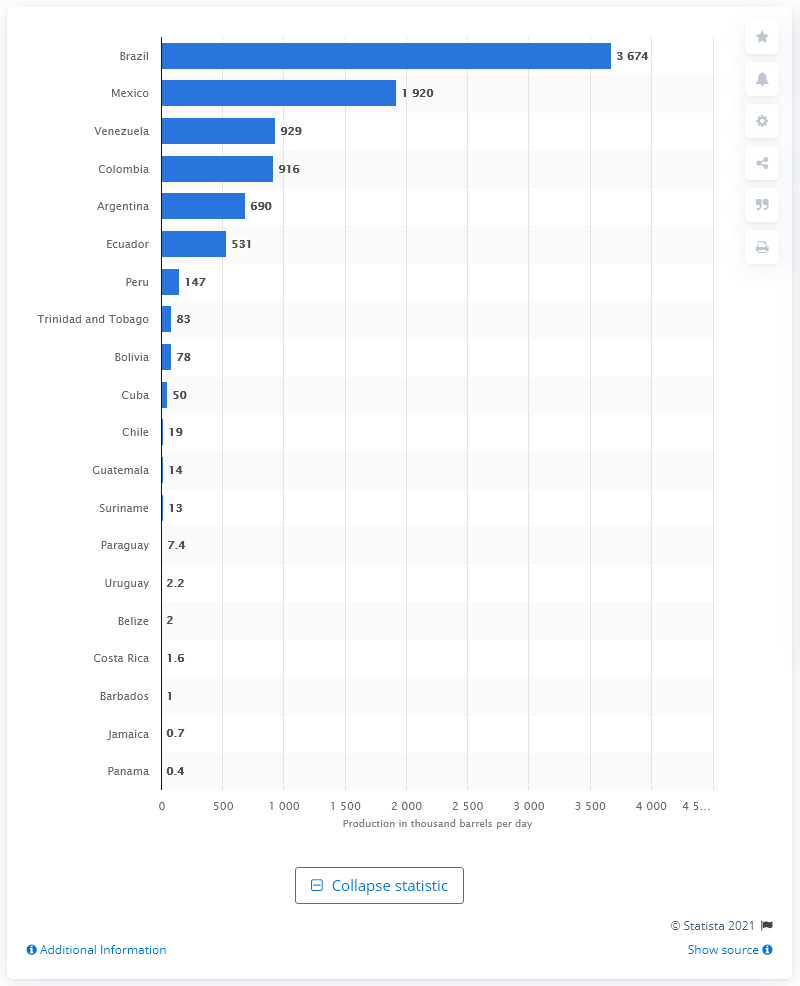 Brazil 3 674
Mexico 1 920
Venezuela 929
Colombia 916
Argentina 690
Ecuador 531
Peru 147
Trinidad and Tobago 83
Bolivia 78
Cuba 50
Chile 19
Guatemala 14
Suriname 13
Paraguay 7.4
Uruguay 2.2
Belize 2
Costa Rica 1.6
Barbados 1
Jamaica 0.7
Panama 0.4
0 500 1 000 1 500 2 000 2 500 3 000 3 500 4 000 4 5…
Production in thousand barrels per day
Collapse statistic
© Statista 2021
Additional Information Show source